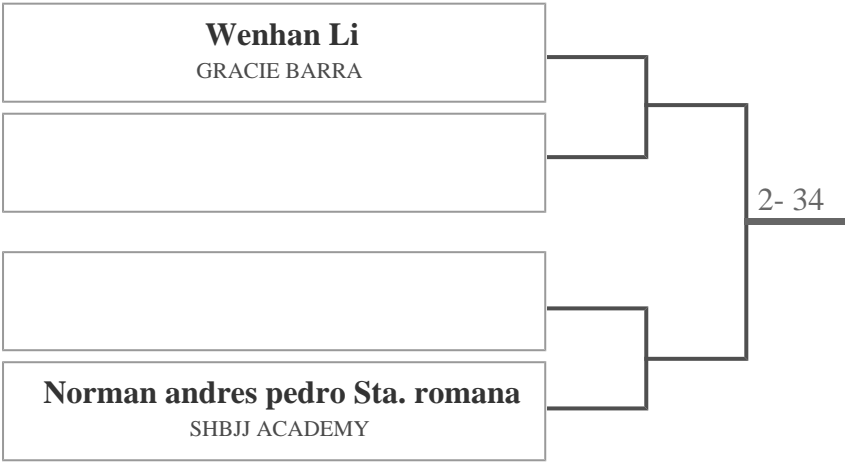 Wenhan Li
GRACIE BARRA
2- 34
Norman andres pedro Sta. romana
SHBJJ ACADEMY